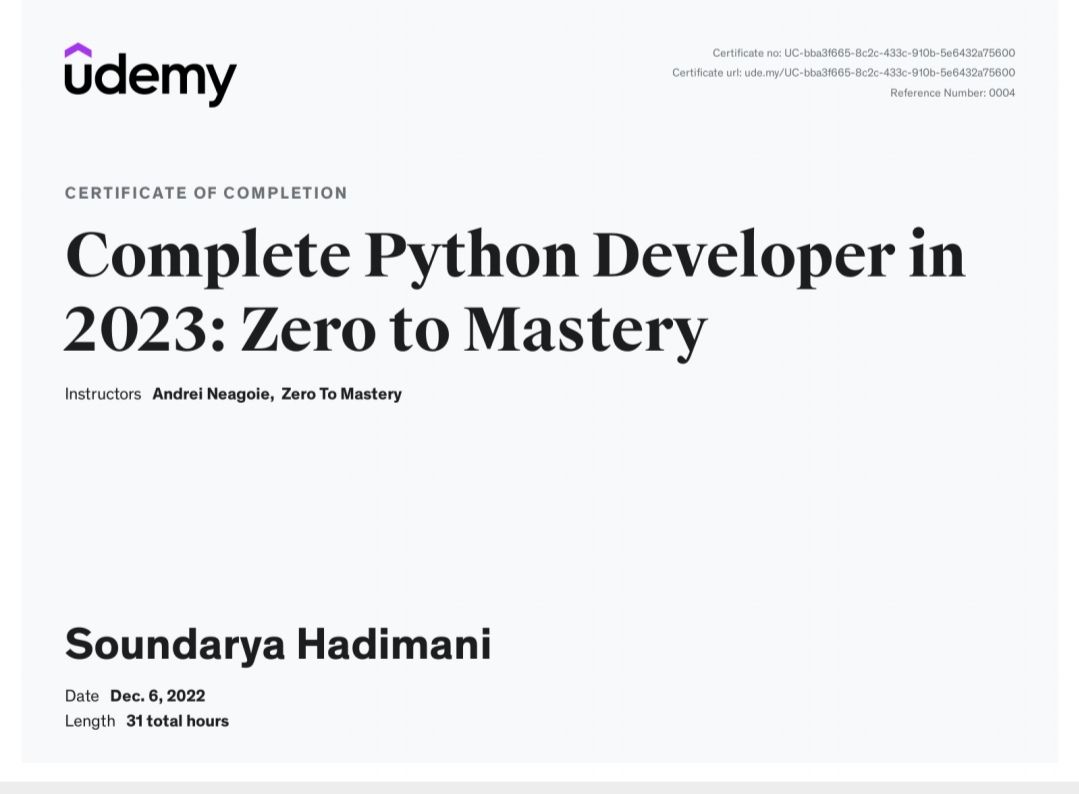 udemy
Certificate no: UC-bba3f665-8c2c-433c-910b-5e6432a75600
Certificate url: ude.my/UC-bba3f665-8c2c-433c-910b-5e6432a75600
Reference Number: 0004
CERTIFICATE OF COMPLETION
Complete Python Developer in
2023: Zero to Mastery
Instructors Andrei Neagoie, Zero To Mastery
Soundarya Hadimani
Date Dec. 6, 2022
Length 31 total hours